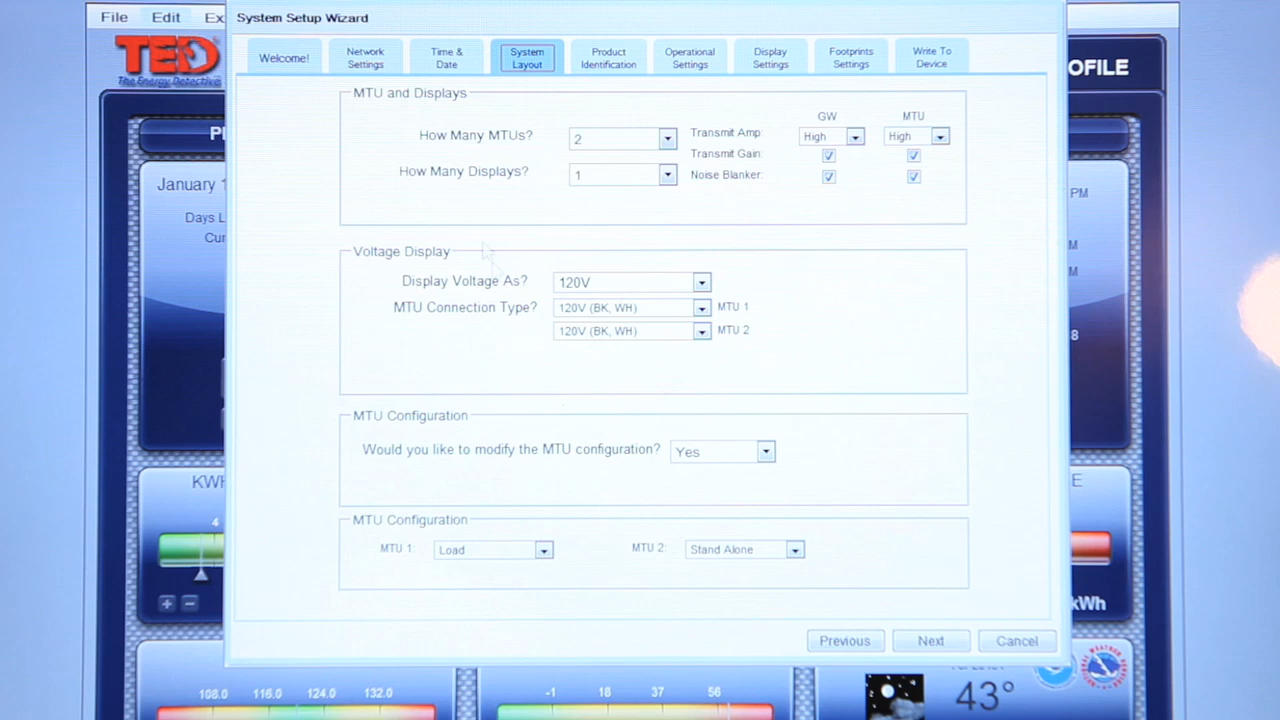 File Edit Ex
System Setup Wizard
TED
The Energy Detective
OFILE
Welcome! Network Settings Time & Date System Layout Product Identification Operational Settings Display Settings Footprints Settings Write To Device
MTU and Displays
GW MTU
How Many MTUs? 2 Transmit Amp: High High
Transmit Gain:
How Many Displays? 1 Noise Blanker:
January 1
PM
Days L
Cur
M
M
8
Voltage Display
Display Voltage As? 120V
MTU Connection Type? 120V (BK, WH) MTU 1
120V (BK, WH) MTU 2
MTU Configuration
Would you like to modify the MTU configuration? Yes
KWH
E
4
MTU Configuration
MTU 1: Load MTU 2: Stand Alone
kWh
Previous Next Cancel
108.0 116.0 124.0 132.0
-1 18 37 56
43°